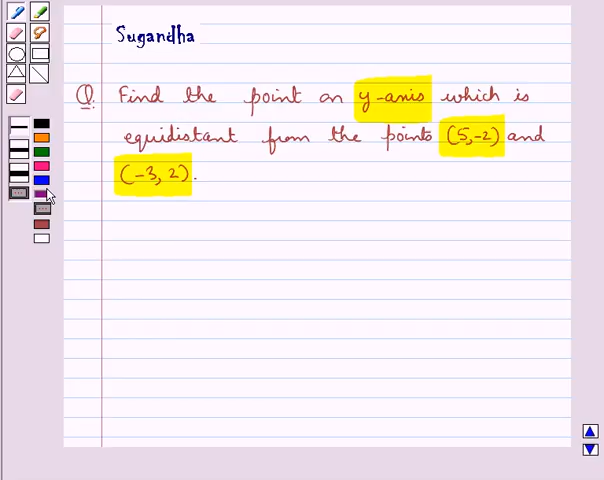 Sugandha
Q. Find the point on y-axis which is
equidistant from the points (5,-2) and
(-3, 2).